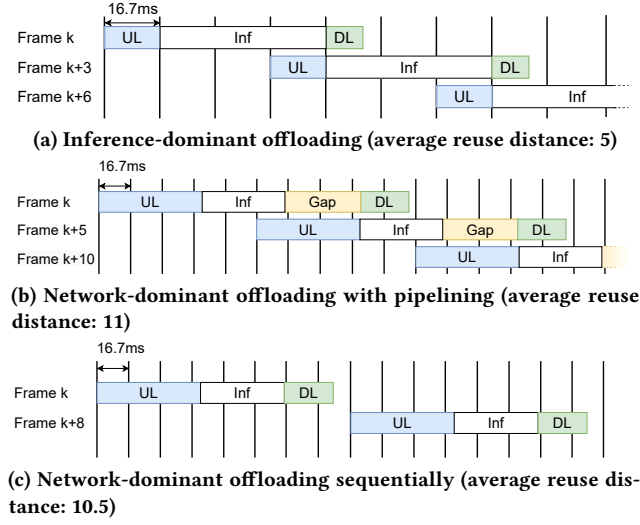 16.7ms
Frame k UL Inf DL
Frame k+3 UL Inf DL
Frame k+6 UL Inf
(a) Inference-dominant offloading (average reuse distance: 5)
16.7ms
Frame k UL Inf Gap DL
Frame k+5 UL Inf Gap DL
Frame k+10 UL Inf
(b) Network-dominant offloading with pipelining (average reuse
distance: 11)
16.7ms
Frame k UL Inf DL
Frame k+8 UL Inf DL
(c) Network-dominant offloading sequentially (average reuse dis-
tance: 10.5)